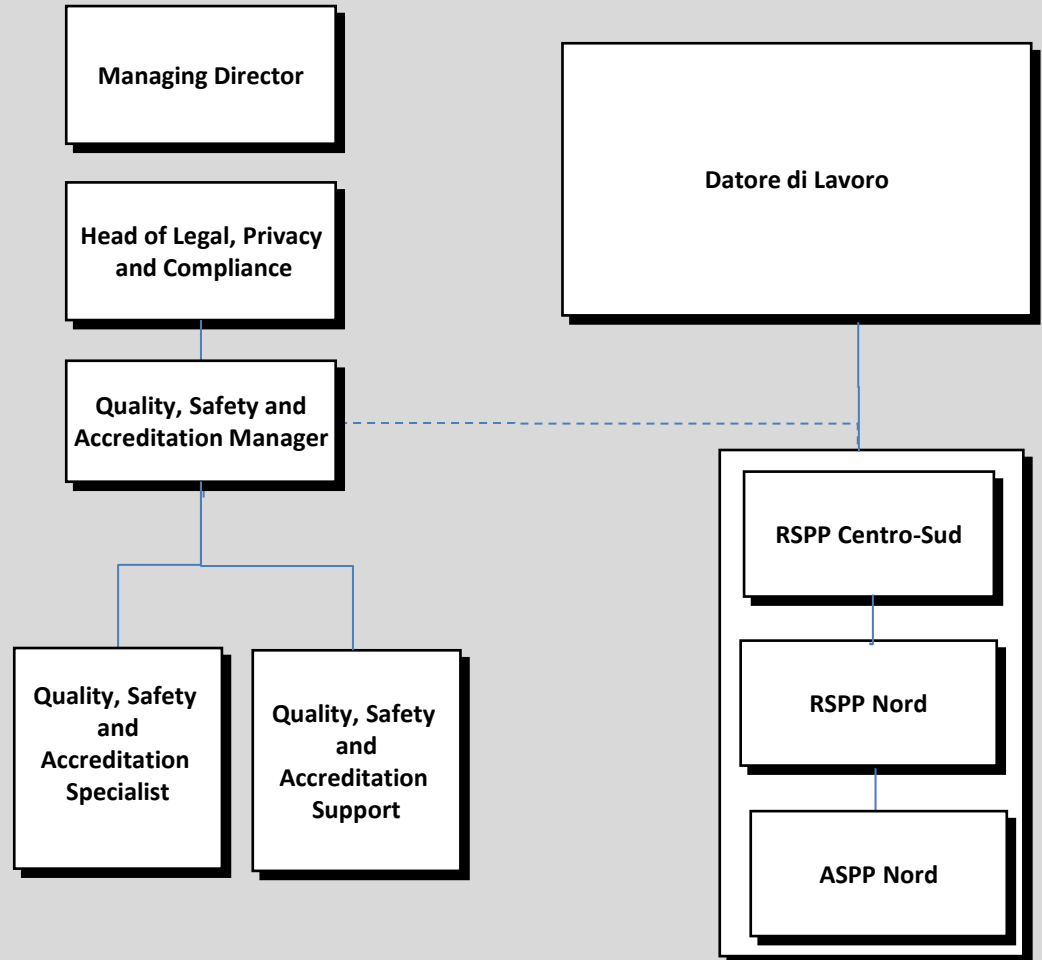 Managing Director
Head of Legal, Privacy
and Compliance
Quality, Safety and
Accreditation Manager
Quality, Safety
and
Accreditation
Specialist
Quality, Safety
and
Accreditation
Support
Datore di Lavoro
RSPP Centro-Sud
RSPP Nord
ASPP Nord